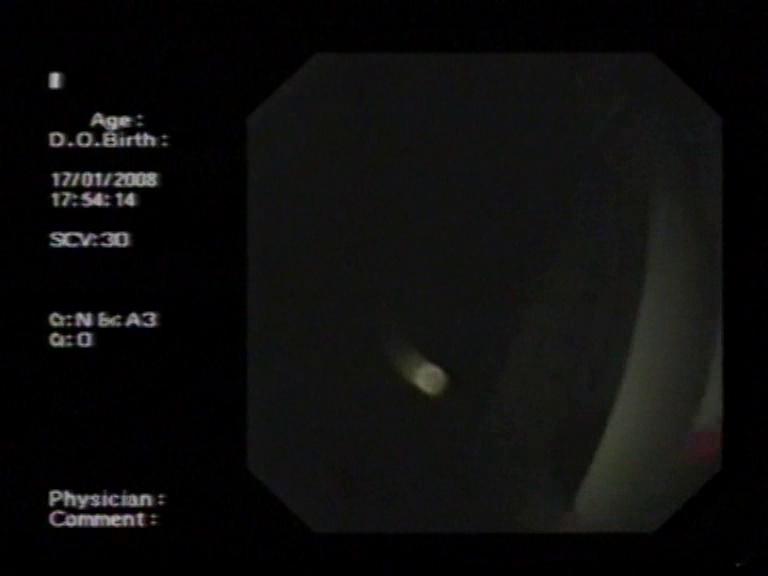 Age:
D.O.Birth:
17/01/2008
17:54:14
SCV:30
Physician:
Comment: